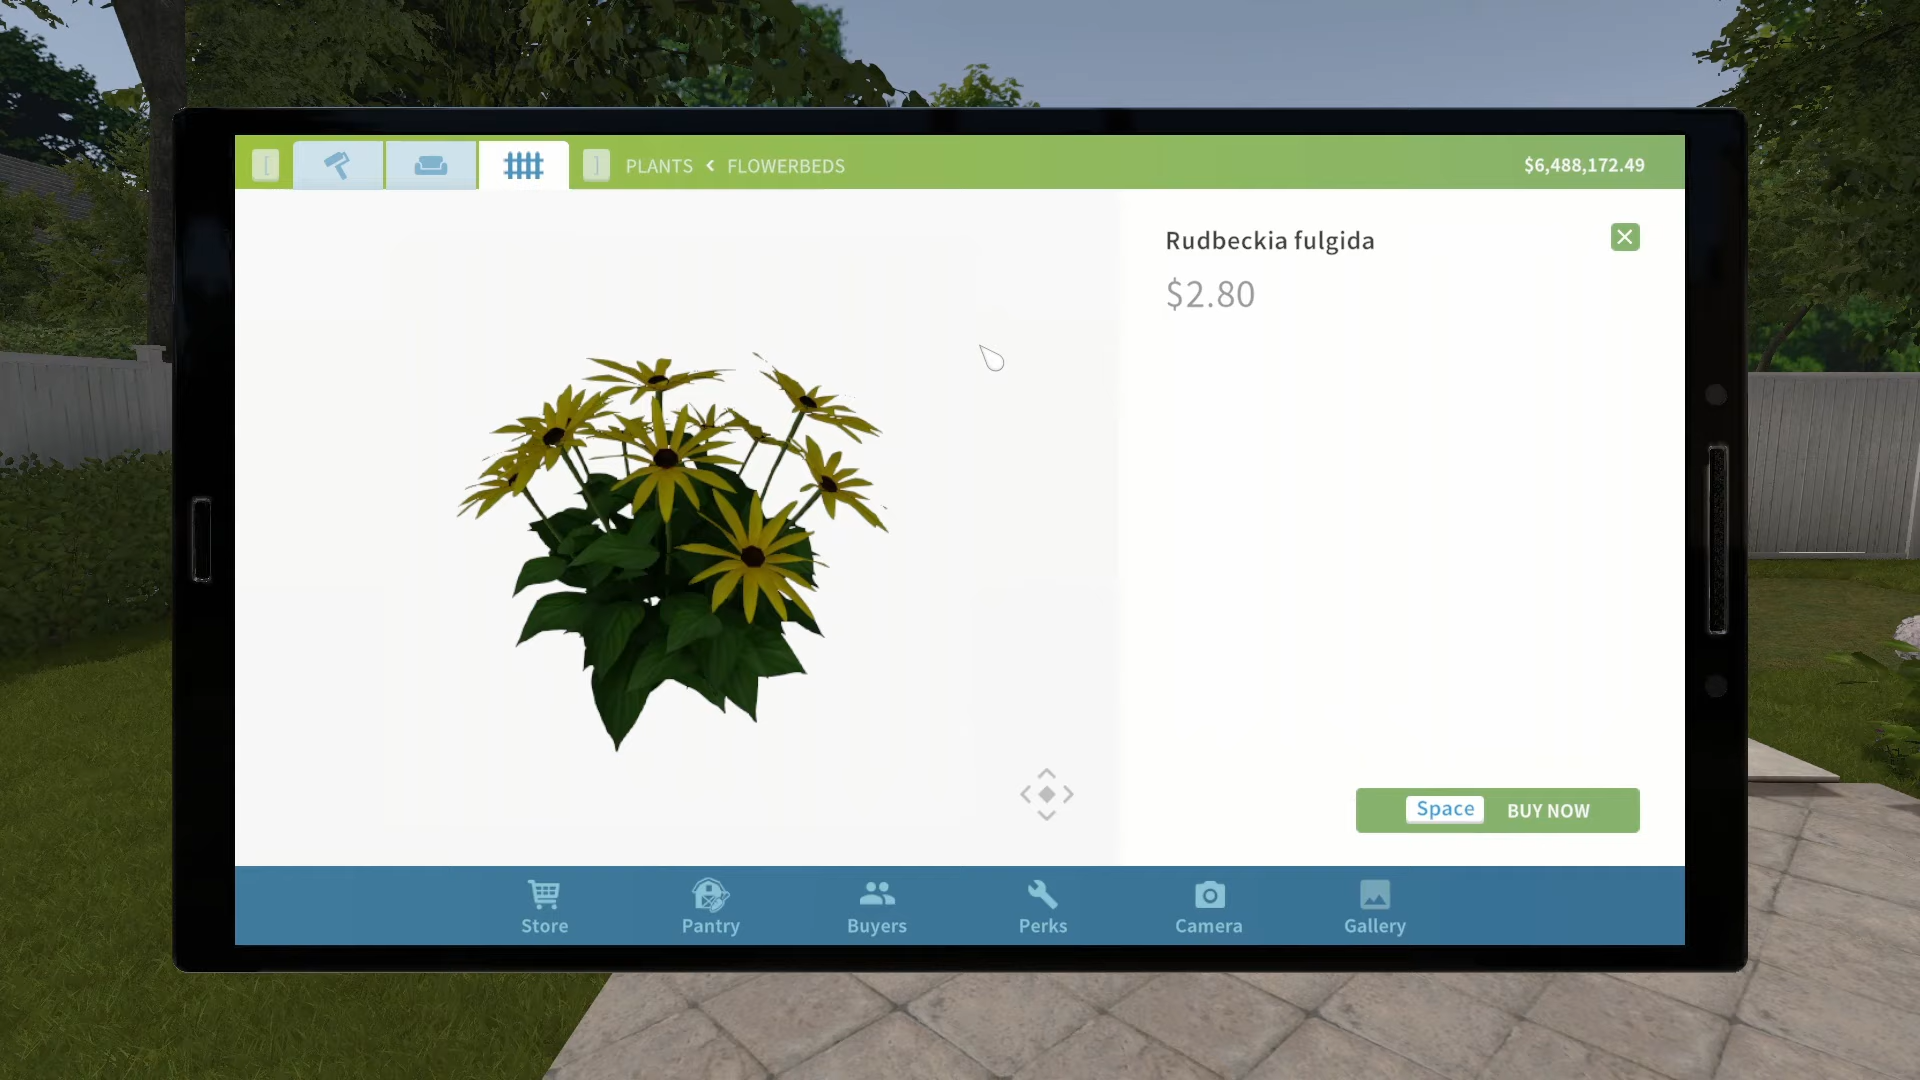 [
] PLANTS < FLOWERBEDS
$6,488,172.49
Rudbeckia fulgida
$2.80
Space BUY NOW
Store
Pantry
Buyers
Perks
Camera
Gallery